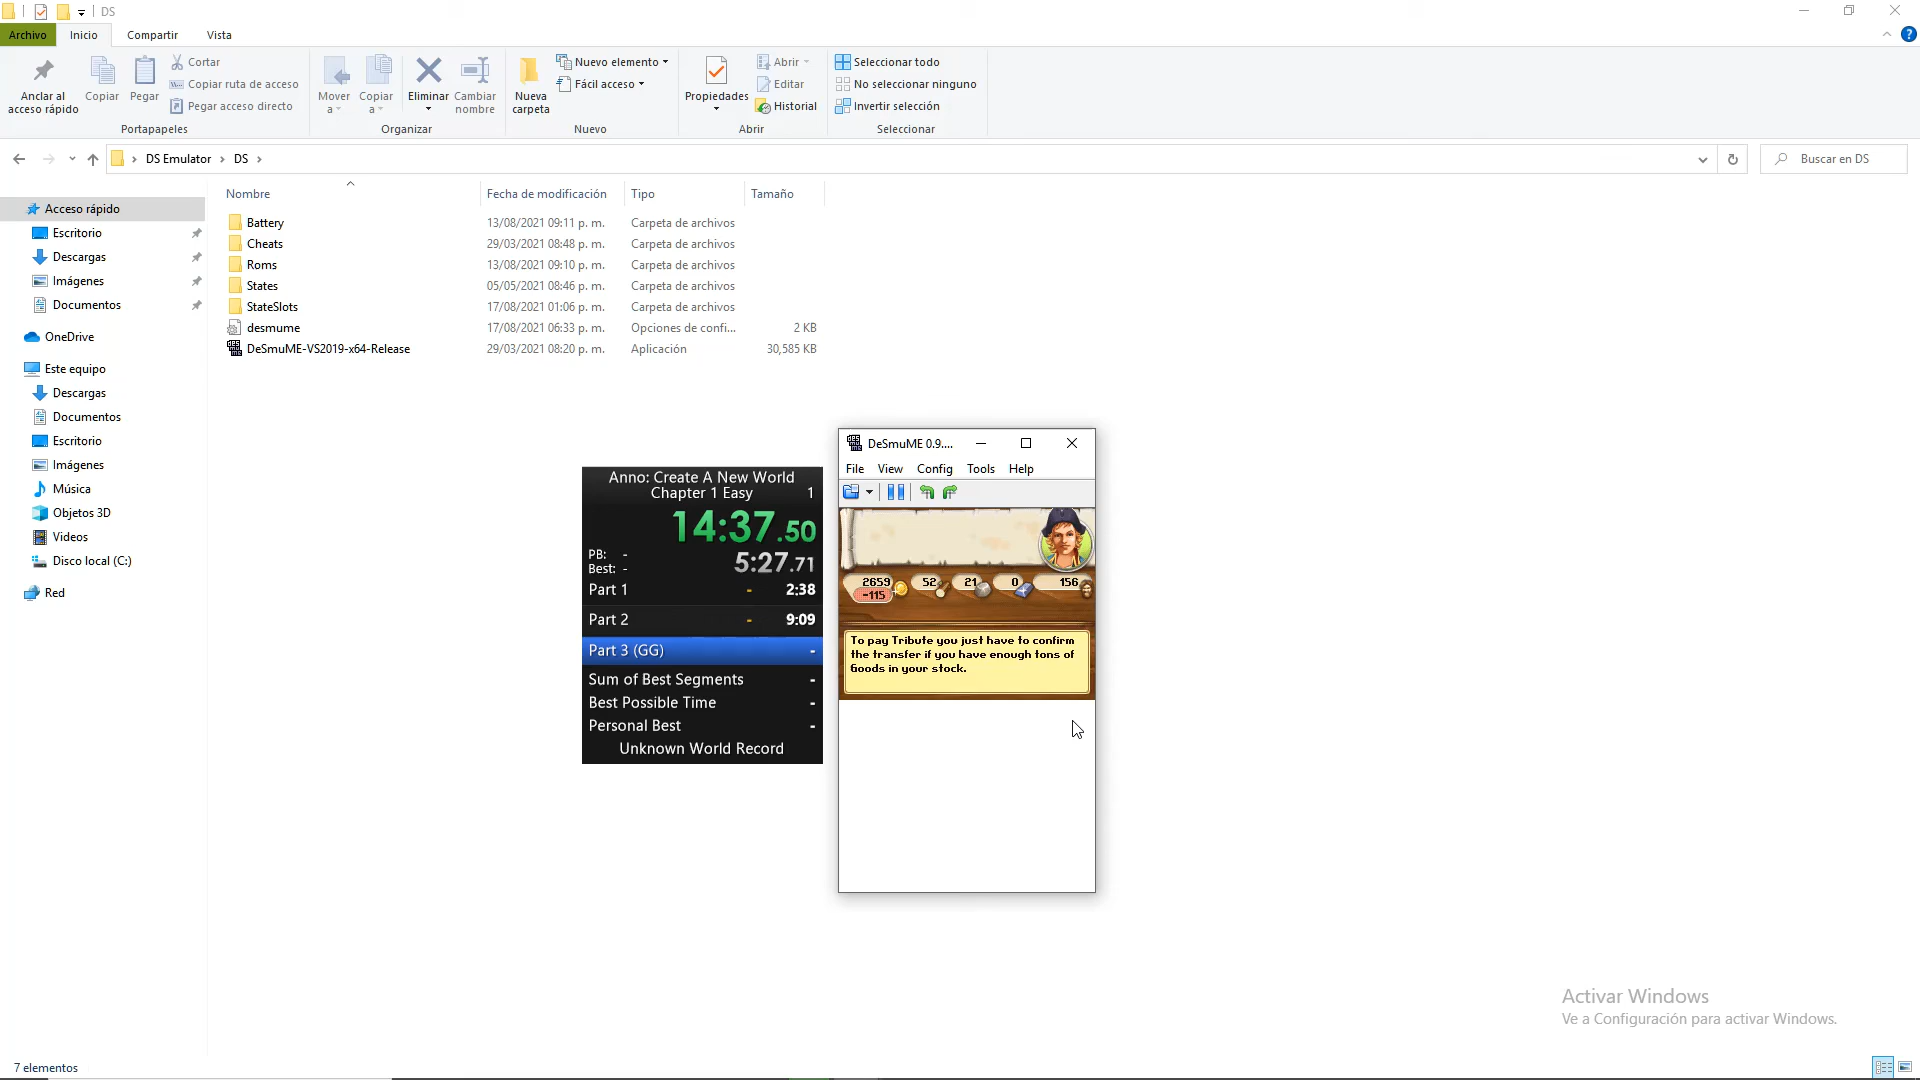 DS
Archivo
Inicio
Compartir
Vista
Anclar al
acceso rápido
Copiar
Pegar
Cortar
Copiar ruta de acceso
Pegar acceso directo
Portapapeles
Mover
a
Copiar
a
Eliminar
Cambiar
nombre
Organizar
Nueva
carpeta
Nuevo elemento
Fácil acceso
Nuevo
Propiedades
Abrir
Editar
Historial
Abrir
Seleccionar todo
No seleccionar ninguno
Invertir selección
Seleccionar
DS Emulator
DS
Buscar en DS
Nombre
Fecha de modificación
Tipo
Tamaño
Battery 13/08/2021 09:11 p. m. Carpeta de archivos
Cheats 29/03/2021 08:48 p. m. Carpeta de archivos
Roms 13/08/2021 09:10 p. m. Carpeta de archivos
States 05/05/2021 08:46 p. m. Carpeta de archivos
StateSlots 17/08/2021 01:06 p. m. Carpeta de archivos
desmume 17/08/2021 06:33 p. m. Opciones de confi... 2 KB
DeSmuME-VS2019-x64-Release 29/03/2021 08:20 p. m. Aplicación 30,585 KB
Acceso rápido
Escritorio
Descargas
Imágenes
Documentos
OneDrive
Este equipo
Descargas
Documentos
Escritorio
Imágenes
Música
Objetos 3D
Videos
Disco local (C:)
Red
Anno: Create A New World
Chapter 1 Easy 1
14:37.50
PB: -
Best: -
5:27.71
Part 1 - 2:38
Part 2 - 9:09
Part 3 (GG) -
Sum of Best Segments -
Best Possible Time -
Personal Best -
Unknown World Record
DeSmuME 0.9....
File View Config Tools Help
2659 52 21 0 156
-115
To pay Tribute you just have to confirm
the transfer if you have enough tons of
Goods in your stock.
Activar Windows
Ve a Configuración para activar Windows.
7 elementos